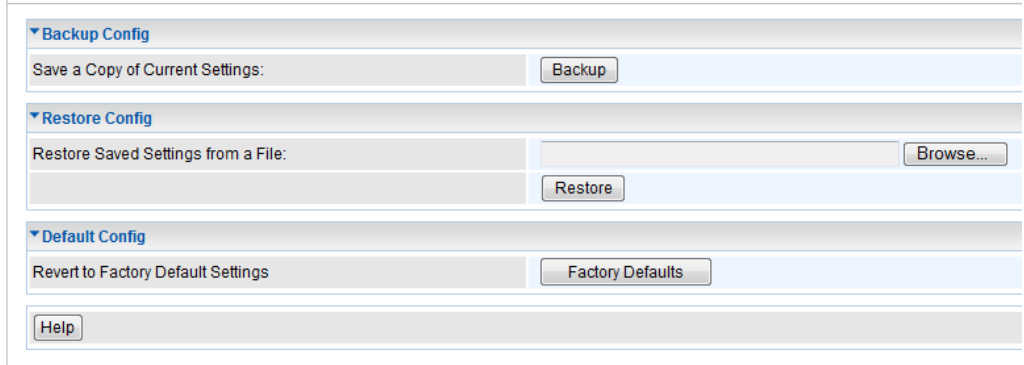 Backup Config
Save a Copy of Current Settings: Backup
Restore Config
Restore Saved Settings from a File: Browse...
Restore
Default Config
Revert to Factory Default Settings Factory Defaults
Help